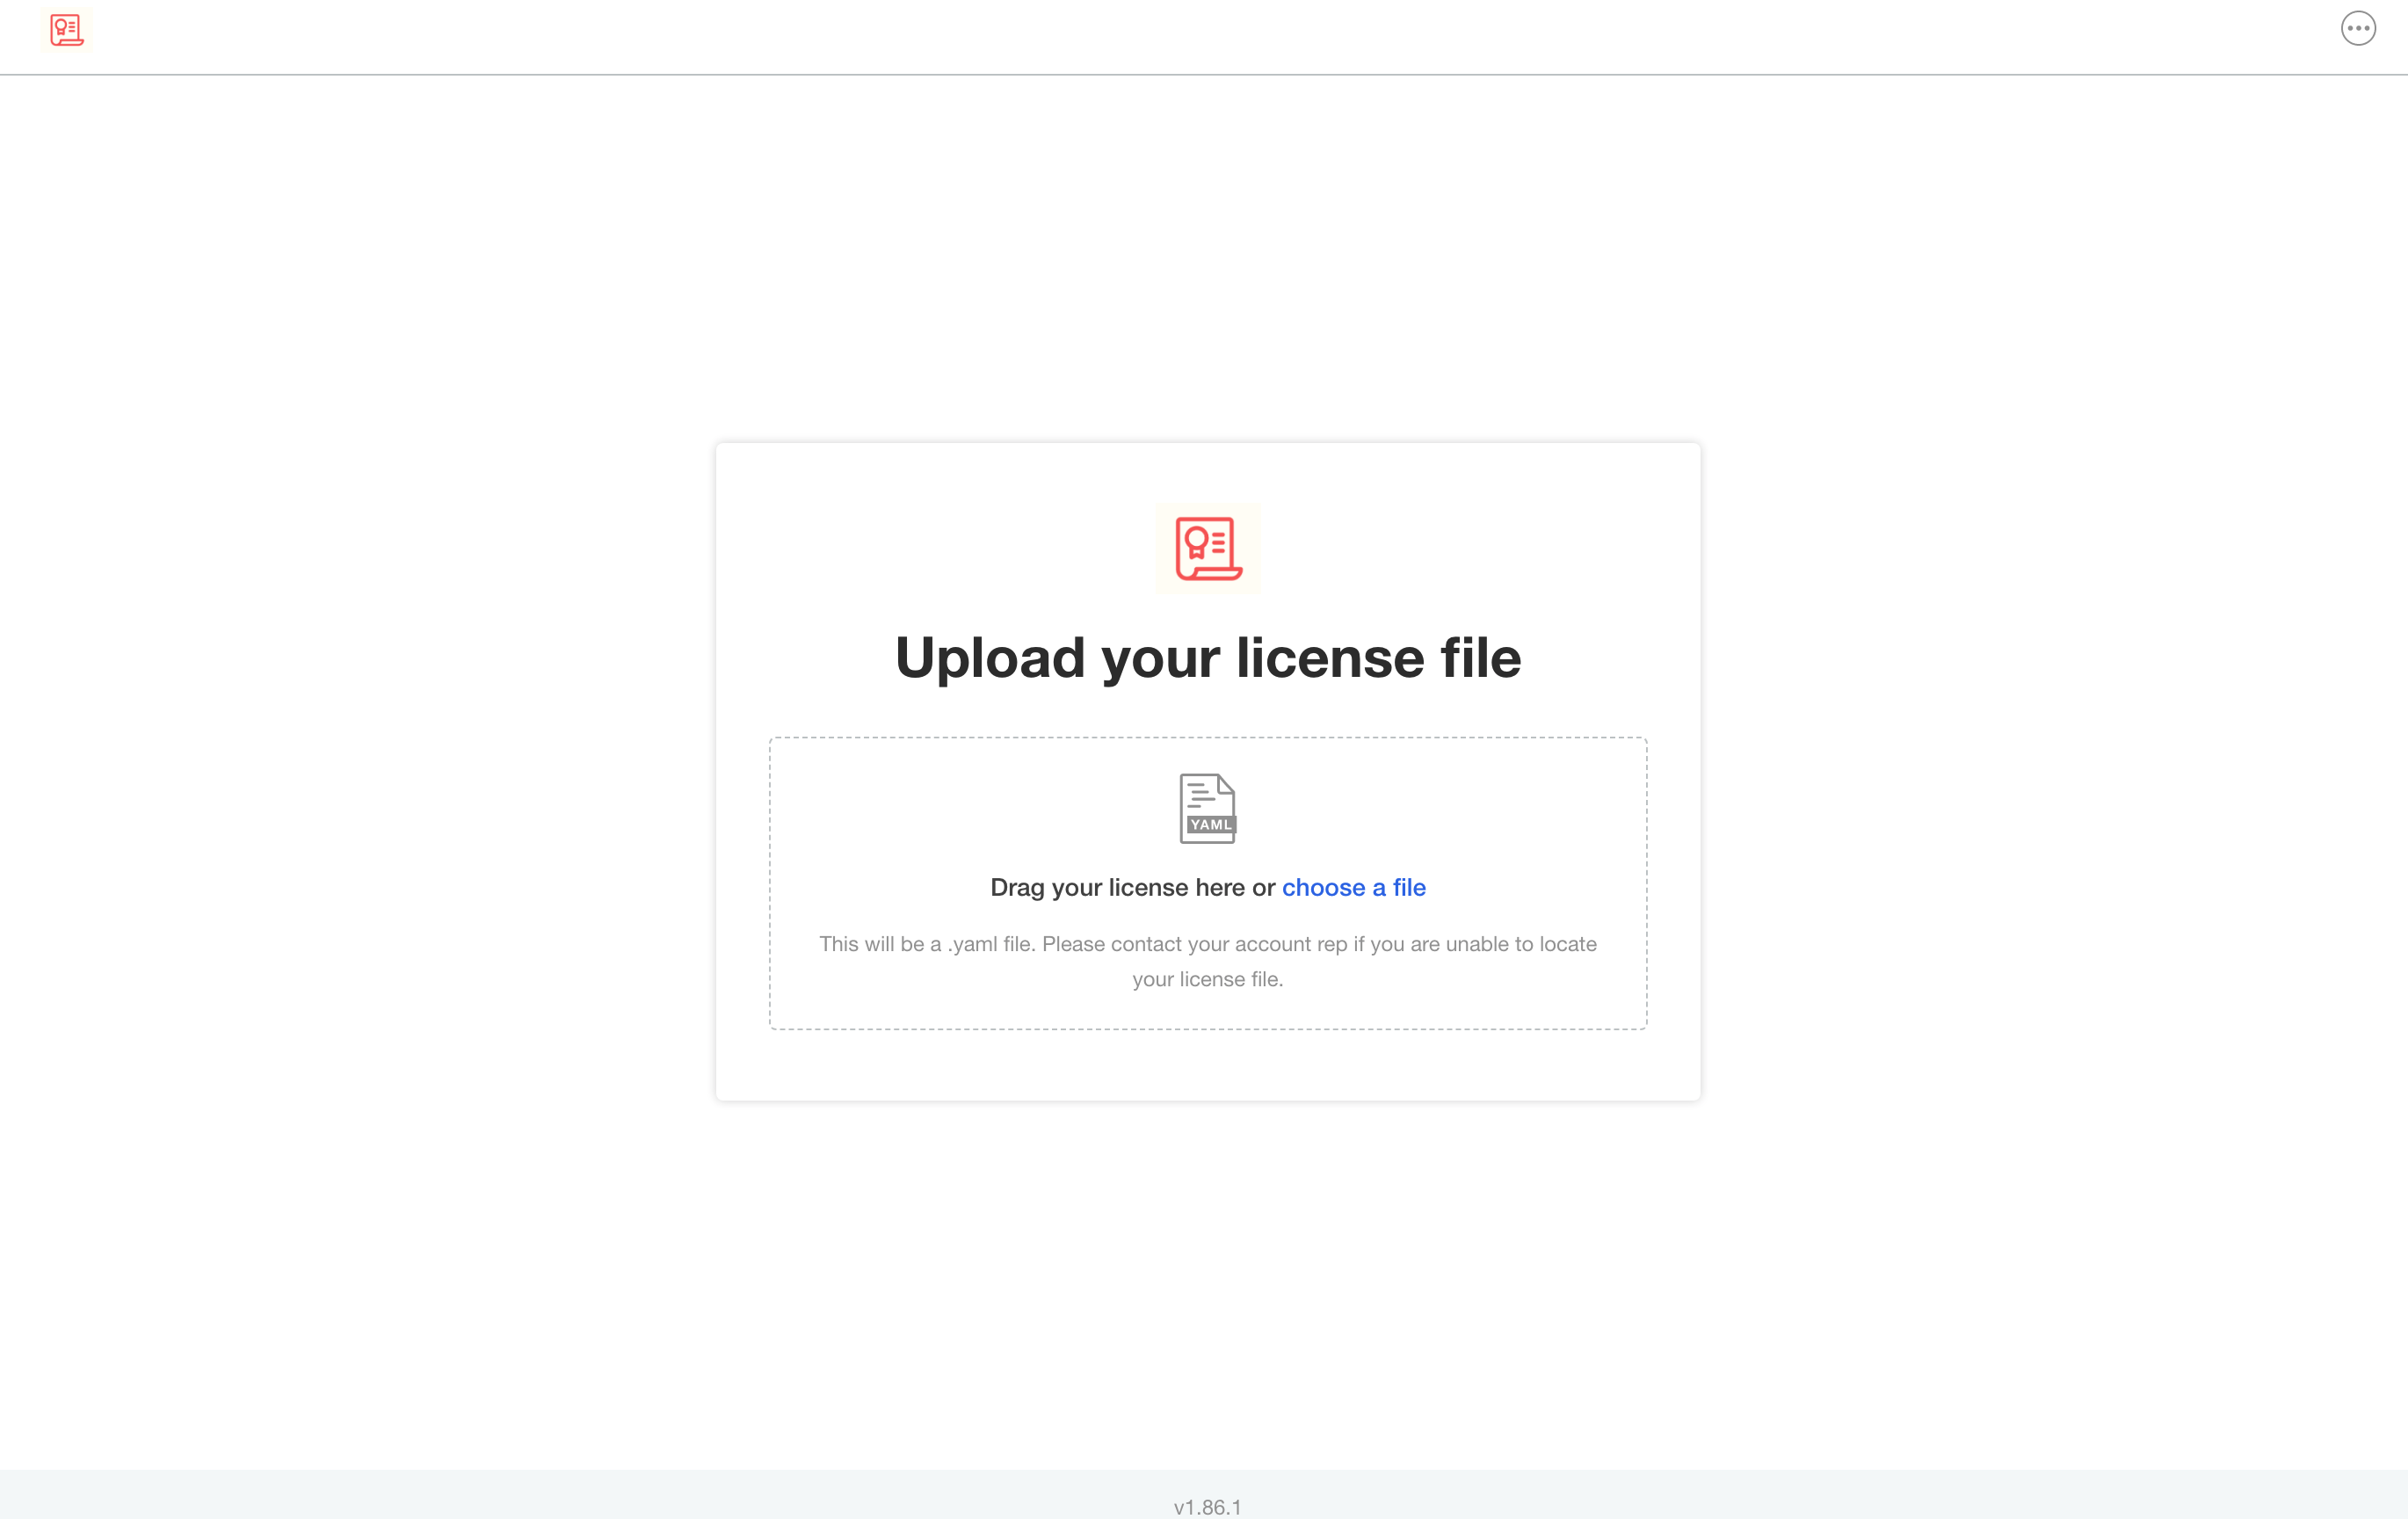 Upload your license file
YAML
Drag your license here or choose a file
This will be a .yaml file. Please contact your account rep if you are unable to locate
your license file.
v1.86.1